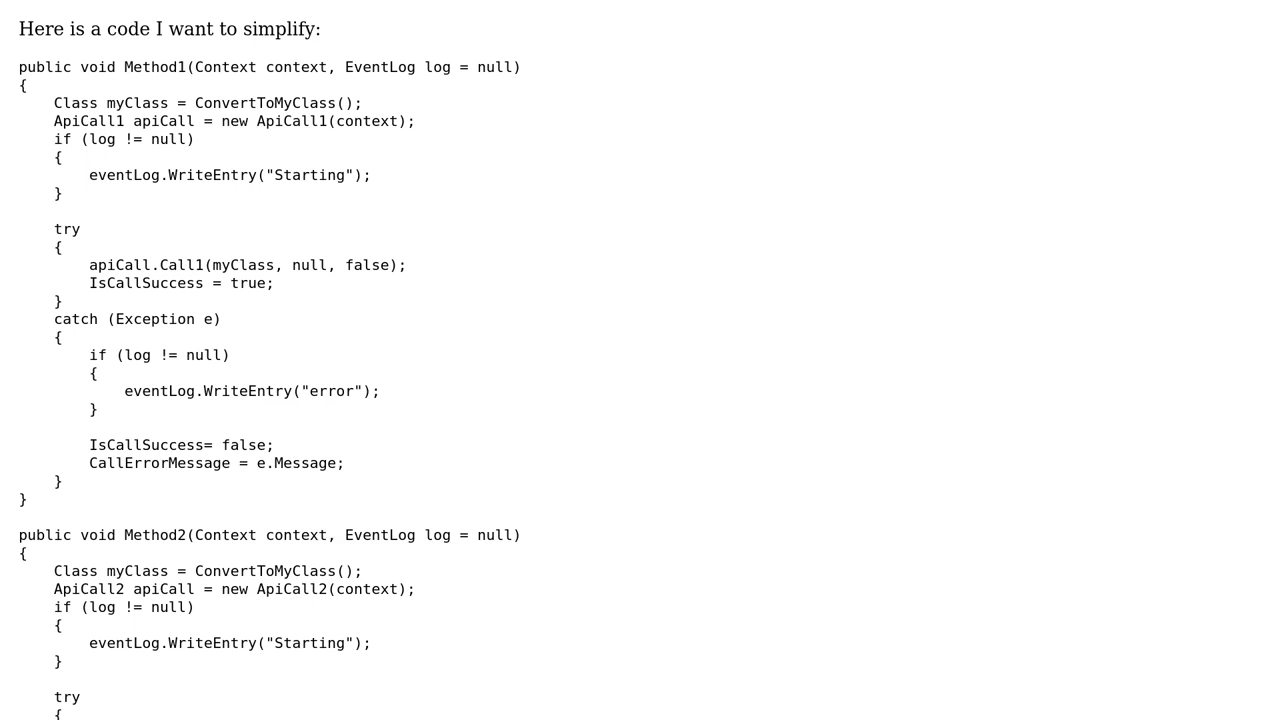 Here is a code I want to simplify:
public void Method1(Context context, EventLog log = null)
{
    Class myClass = ConvertToMyClass();
    ApiCall1 apiCall = new ApiCall1(context);
    if (log != null)
    {
        eventLog.WriteEntry("Starting");
    }

    try
    {
        apiCall.Call1(myClass, null, false);
        IsCallSuccess = true;
    }
    catch (Exception e)
    {
        if (log != null)
        {
            eventLog.WriteEntry("error");
        }

        IsCallSuccess= false;
        CallErrorMessage = e.Message;
    }
}

public void Method2(Context context, EventLog log = null)
{
    Class myClass = ConvertToMyClass();
    ApiCall2 apiCall = new ApiCall2(context);
    if (log != null)
    {
        eventLog.WriteEntry("Starting");
    }

    try
    {